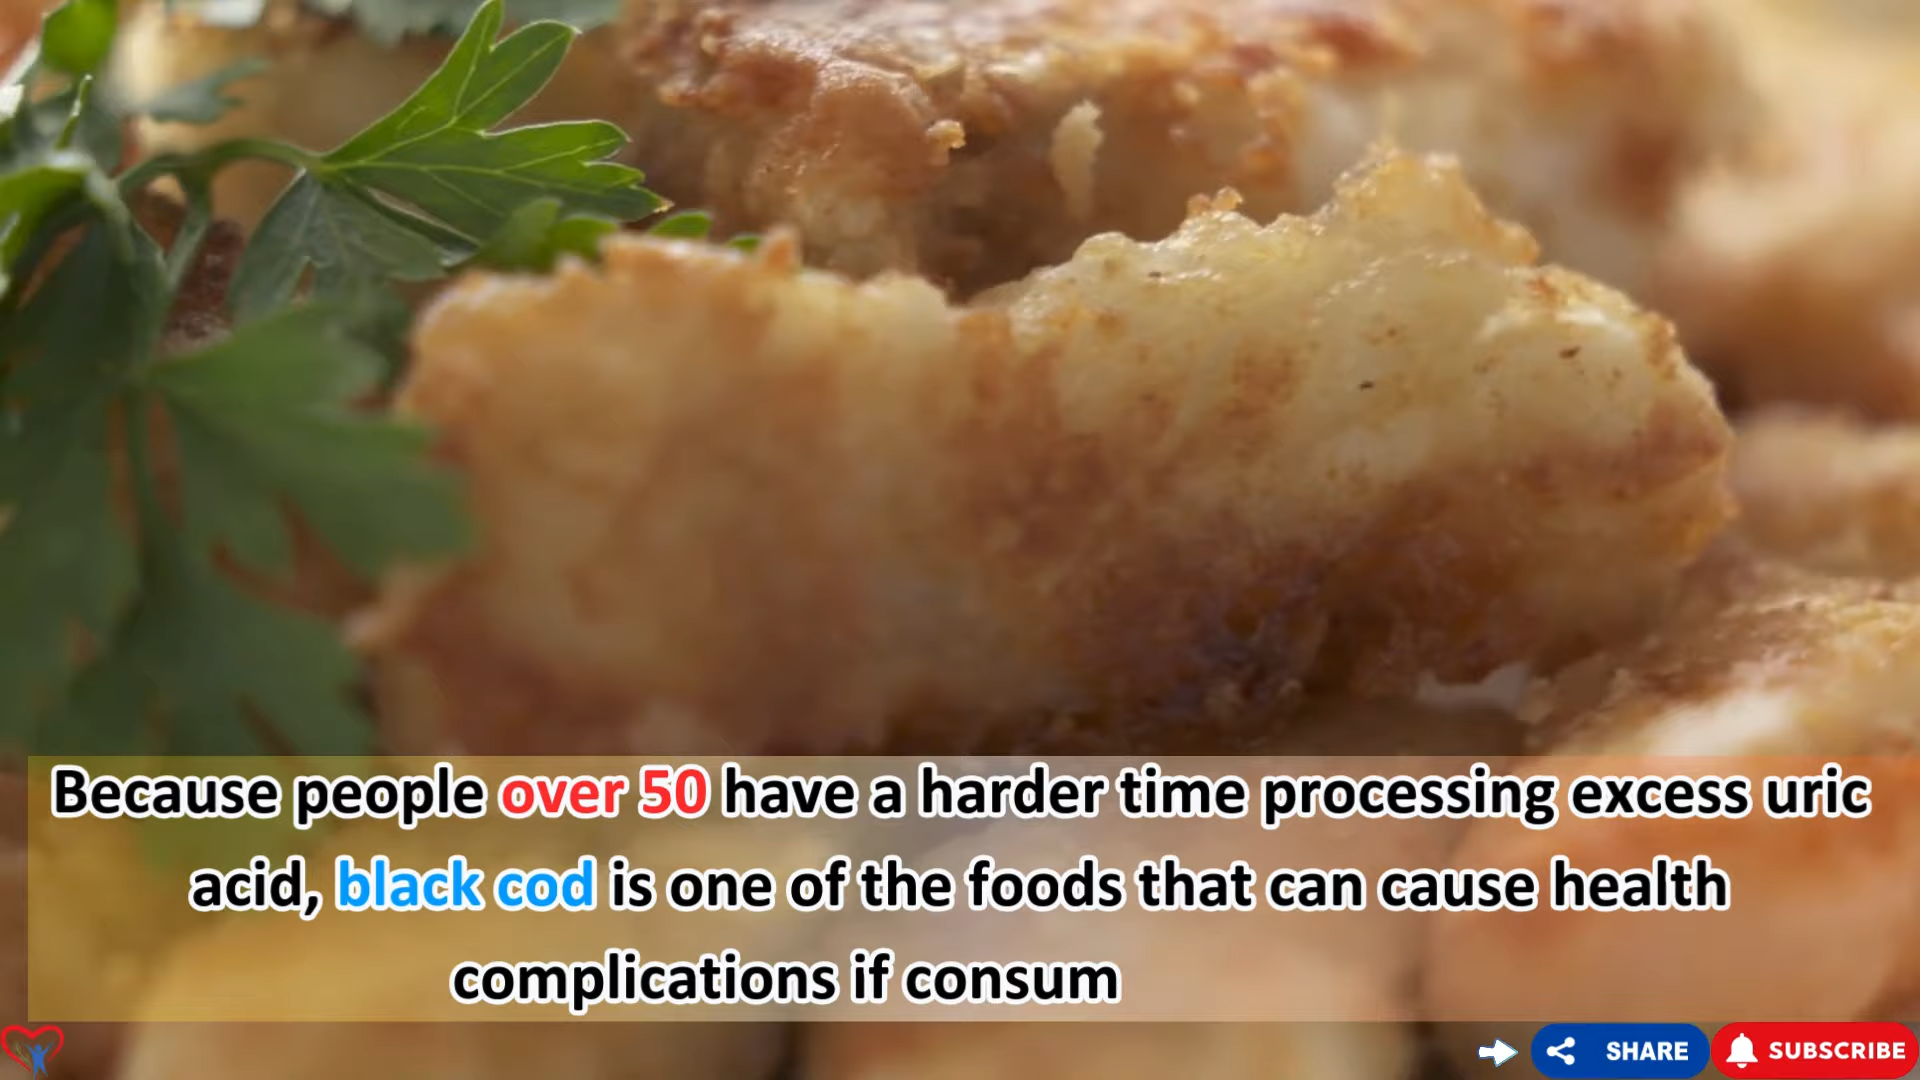 Because people over 50 have a harder time processing excess uric
acid, black cod is one of the foods that can cause health
complications if consum
SHARE
SUBSCRIBE